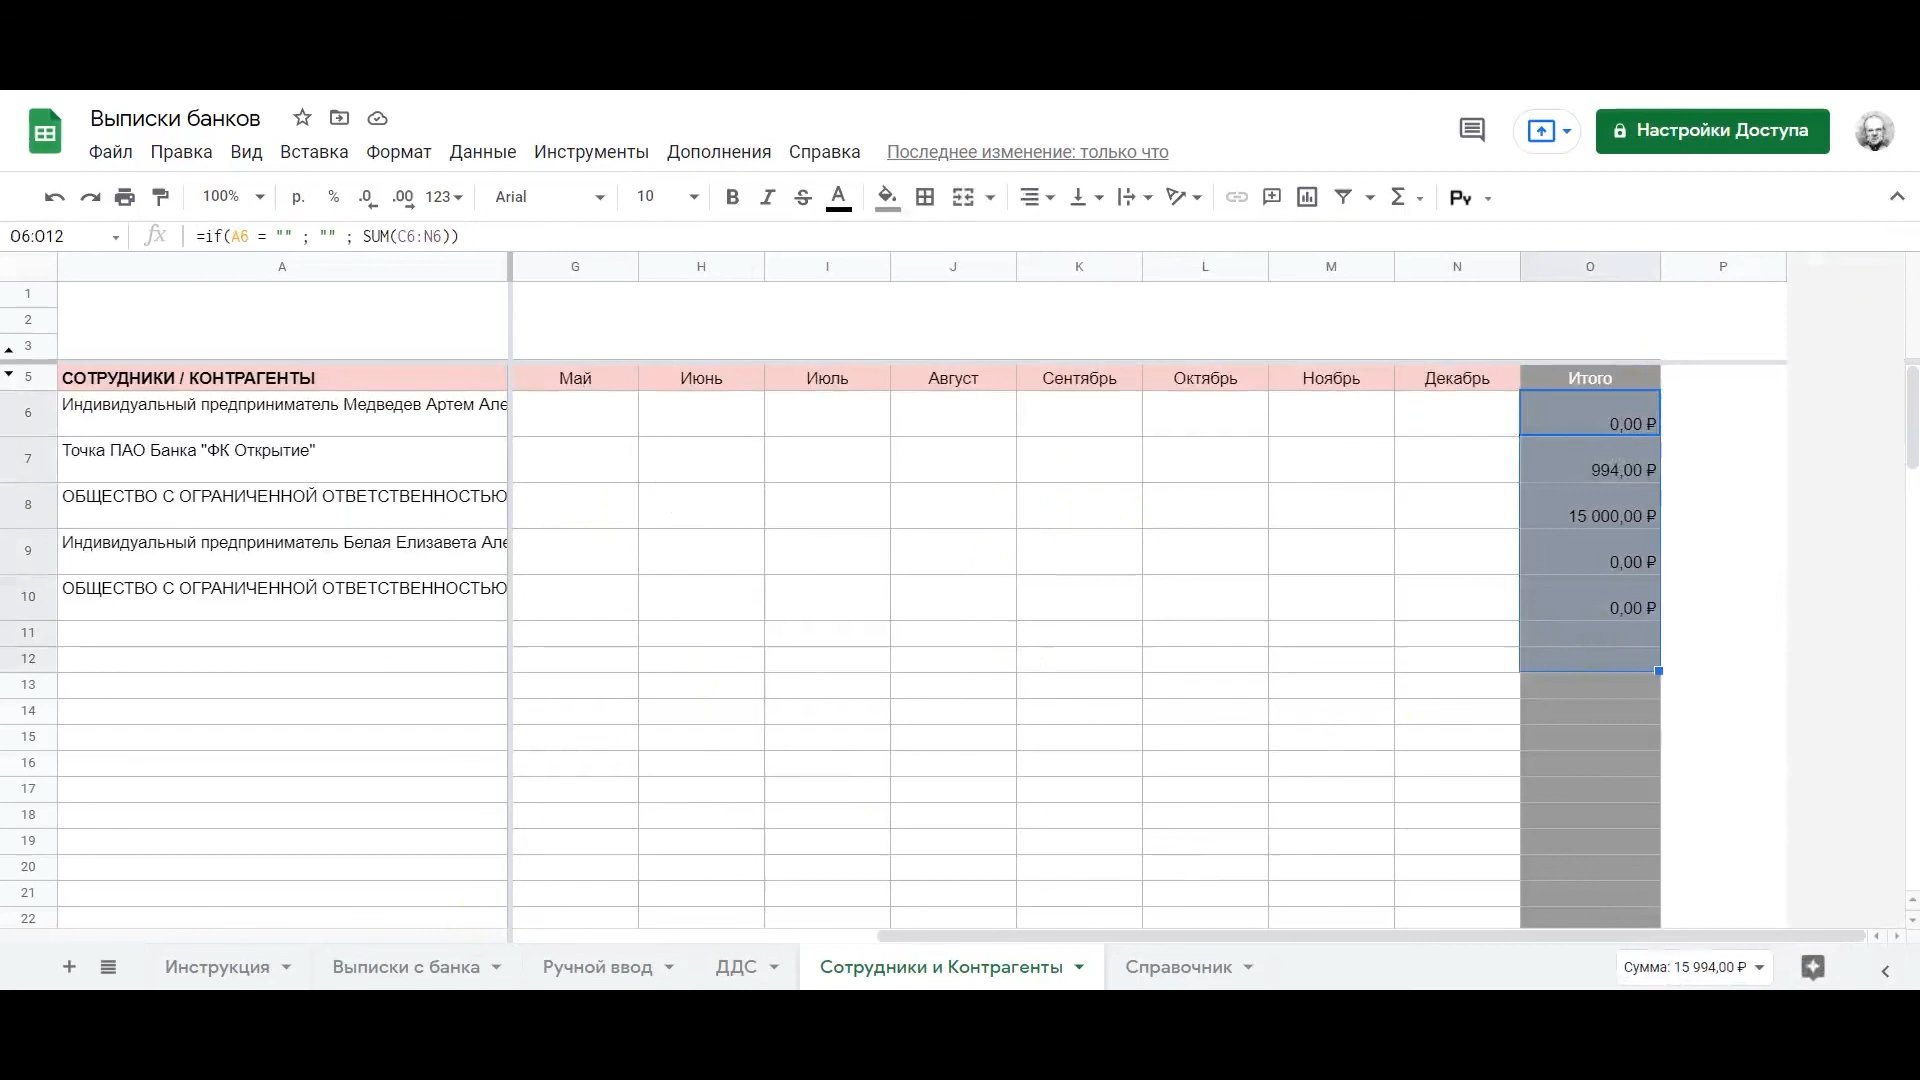 Выписки банков
Файл Правка Вид Вставка Формат Данные Инструменты Дополнения Справка Последнее изменение: только что
Настройки Доступа
100% р. % .0 .00 123 Arial 10 B I S A Σ Py
O6:O12 fx =if(A6 = "" ; "" ; SUM(C6:N6))
A G H I J K L M N O P
1
2
3
5 СОТРУДНИКИ / КОНТРАГЕНТЫ Май Июнь Июль Август Сентябрь Октябрь Ноябрь Декабрь Итого
6 Индивидуальный предприниматель Медведев Артем Але 0,00 ₽
7 Точка ПАО Банка "ФК Открытие" 994,00 ₽
8 ОБЩЕСТВО С ОГРАНИЧЕННОЙ ОТВЕТСТВЕННОСТЬЮ 15 000,00 ₽
9 Индивидуальный предприниматель Белая Елизавета Але 0,00 ₽
10 ОБЩЕСТВО С ОГРАНИЧЕННОЙ ОТВЕТСТВЕННОСТЬЮ 0,00 ₽
11
12
13
14
15
16
17
18
19
20
21
22
Инструкция Выписки с банка Ручной ввод ДДС Сотрудники и Контрагенты Справочник Сумма: 15 994,00 ₽